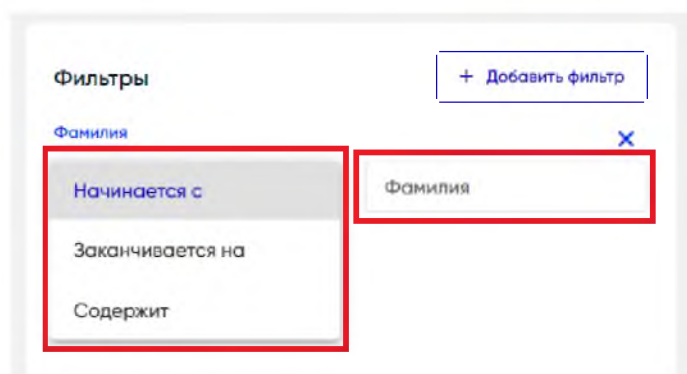 Фильтры
+ Добавить фильтр
Фамилия
Начинается с
Фамилия
Заканчивается на
Содержит